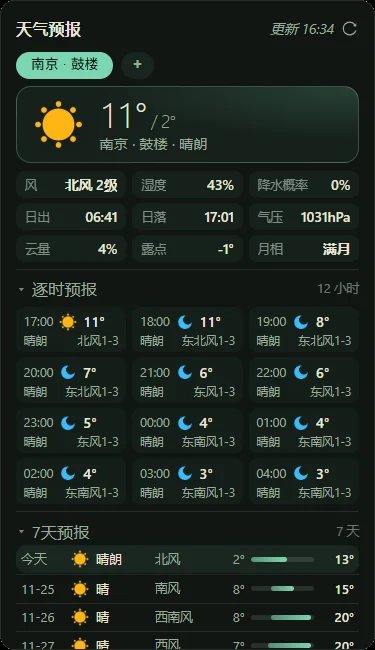 天气预报 更新 16:34
南京 · 鼓楼 +
11° / 2°
南京 · 鼓楼 · 晴朗
风 北风 2级 湿度 43% 降水概率 0%
日出 06:41 日落 17:01 气压 1031hPa
云量 4% 露点 -1° 月相 满月
逐时预报 12 小时
17:00 11° 18:00 11° 19:00 8°
晴朗 北风1-3 晴朗 东北风1-3 晴朗 东北风1-3
20:00 7° 21:00 6° 22:00 6°
晴朗 东北风1-3 晴朗 东风1-3 晴朗 东风1-3
23:00 5° 00:00 4° 01:00 4°
晴朗 东风1-3 晴朗 东南风1-3 晴朗 东南风1-3
02:00 4° 03:00 3° 04:00 3°
晴朗 东南风1-3 晴朗 东南风1-3 晴朗 东南风1-3
7天预报 7 天
今天 晴朗 北风 2° 13°
11-25 晴 南风 8° 15°
11-26 晴 西南风 8° 20°
11-27 晴 西风 7° 20°